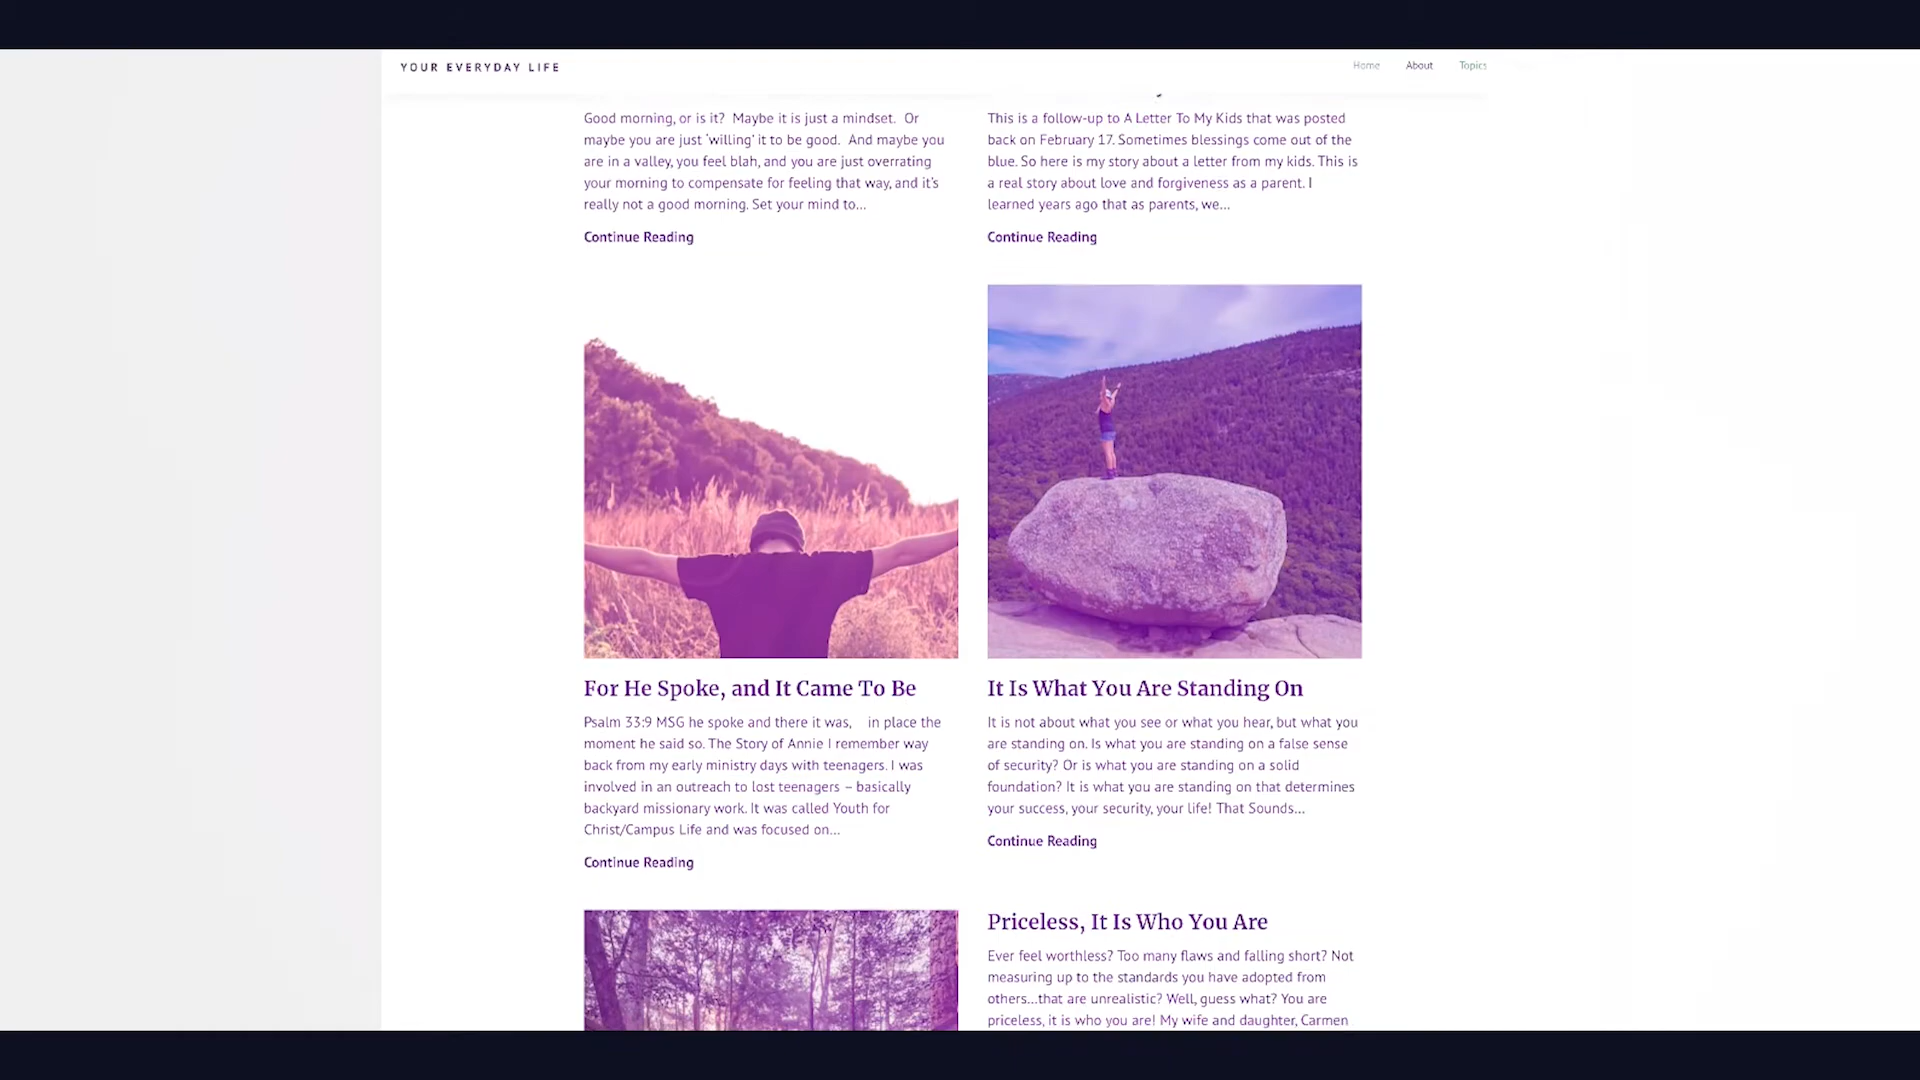 YOUR EVERYDAY LIFE
Home About Topics
Good morning, or is it? Maybe it is just a mindset. Or
maybe you are just ‘willing’ it to be good. And maybe you
are in a valley, you feel blah, and you are just overrating
your morning to compensate for feeling that way, and it’s
really not a good morning. Set your mind to...
Continue Reading
This is a follow-up to A Letter To My Kids that was posted
back on February 17. Sometimes blessings come out of the
blue. So here is my story about a letter from my kids. This is
a real story about love and forgiveness as a parent. I
learned years ago that as parents, we...
Continue Reading
For He Spoke, and It Came To Be
Psalm 33:9 MSG he spoke and there it was, in place the
moment he said so. The Story of Annie I remember way
back from my early ministry days with teenagers. I was
involved in an outreach to lost teenagers – basically
backyard missionary work. It was called Youth for
Christ/Campus Life and was focused on...
Continue Reading
It Is What You Are Standing On
It is not about what you see or what you hear, but what you
are standing on. Is what you are standing on a false sense
of security? Or is what you are standing on a solid
foundation? It is what you are standing on that determines
your success, your security, your life! That Sounds...
Continue Reading
Priceless, It Is Who You Are
Ever feel worthless? Too many flaws and falling short? Not
measuring up to the standards you have adopted from
others...that are unrealistic? Well, guess what? You are
priceless, it is who you are! My wife and daughter, Carmen